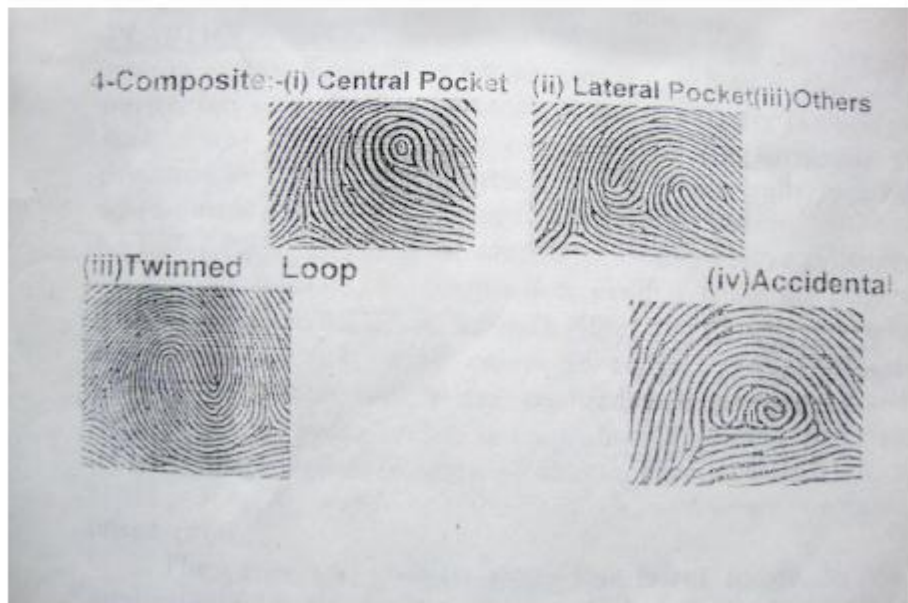 4-Composite:-(i) Central Pocket (ii) Lateral Pocket(iii)Others
(iii)Twinned Loop (iv)Accidental